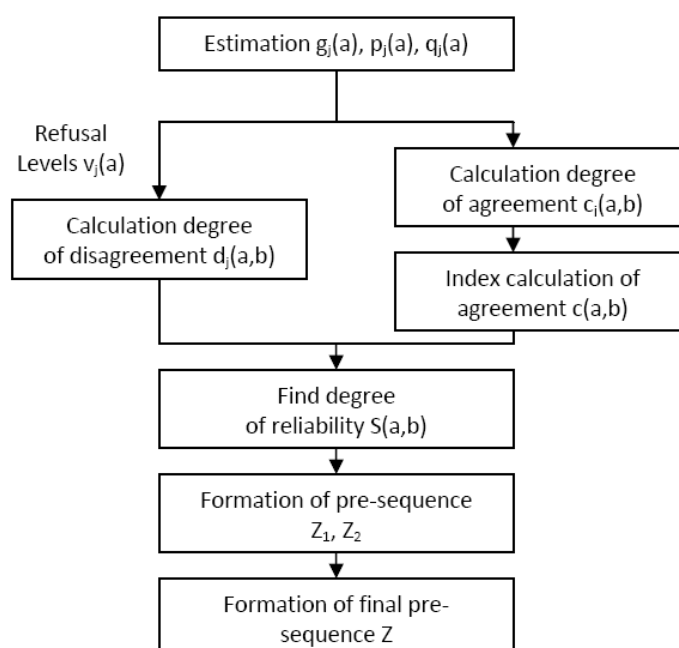 Estimation gⱼ(a), pⱼ(a), qⱼ(a)
Refusal
Levels vⱼ(a)
Calculation degree
of disagreement dⱼ(a,b)
Calculation degree
of agreement cᵢ(a,b)
Index calculation of
agreement c(a,b)
Find degree
of reliability S(a,b)
Formation of pre-sequence
Z₁, Z₂
Formation of final pre-
sequence Z